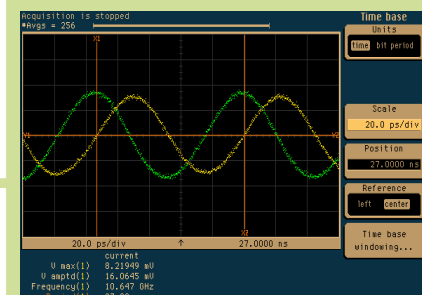 Acquisition is stopped
Avgs = 256
X1
Y1
Y2
X2
20.0 ps/div ↑ 27.0000 ns
current
V max(1) 8.21949 mV
V amptd(1) 16.0645 mV
Frequency(1) 10.647 GHz
Time base
Units
time bit period
Scale
20.0 ps/div
Position
27.0000 ns
Reference
left center
Time base
windowing...